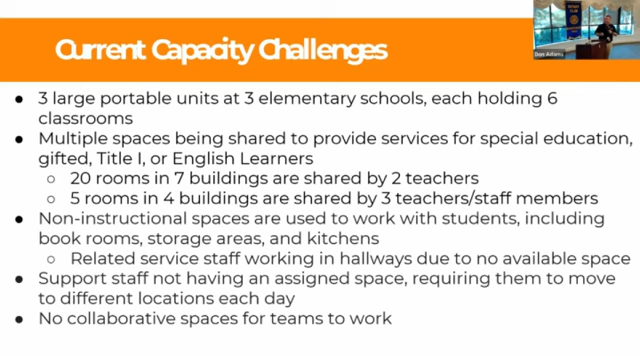 Current Capacity Challenges
Don Adams
● 3 large portable units at 3 elementary schools, each holding 6
classrooms
● Multiple spaces being shared to provide services for special education,
gifted, Title I, or English Learners
○ 20 rooms in 7 buildings are shared by 2 teachers
○ 5 rooms in 4 buildings are shared by 3 teachers/staff members
● Non-instructional spaces are used to work with students, including
book rooms, storage areas, and kitchens
○ Related service staff working in hallways due to no available space
● Support staff not having an assigned space, requiring them to move
to different locations each day
● No collaborative spaces for teams to work